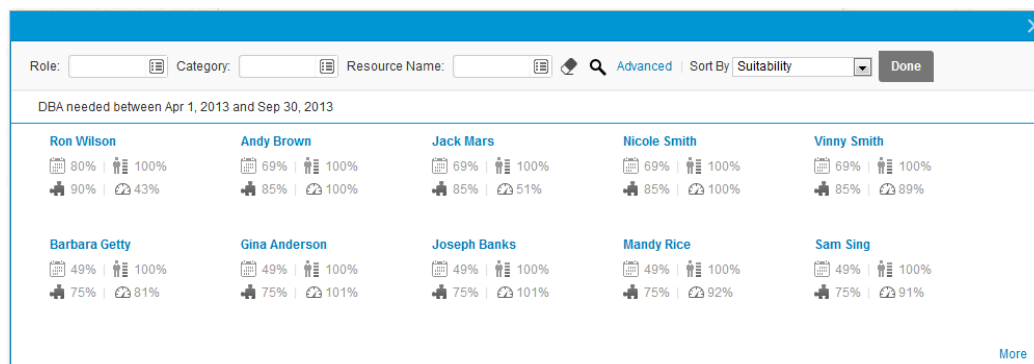 Role: Category: Resource Name: Advanced Sort By Suitability Done
DBA needed between Apr 1, 2013 and Sep 30, 2013
Ron Wilson Andy Brown Jack Mars Nicole Smith Vinny Smith
80% 100% 69% 100% 69% 100% 69% 100% 69% 100%
90% 43% 85% 100% 85% 51% 85% 100% 85% 89%
Barbara Getty Gina Anderson Joseph Banks Mandy Rice Sam Sing
49% 100% 49% 100% 49% 100% 49% 100% 49% 100%
75% 81% 75% 101% 75% 101% 75% 92% 75% 91%
More